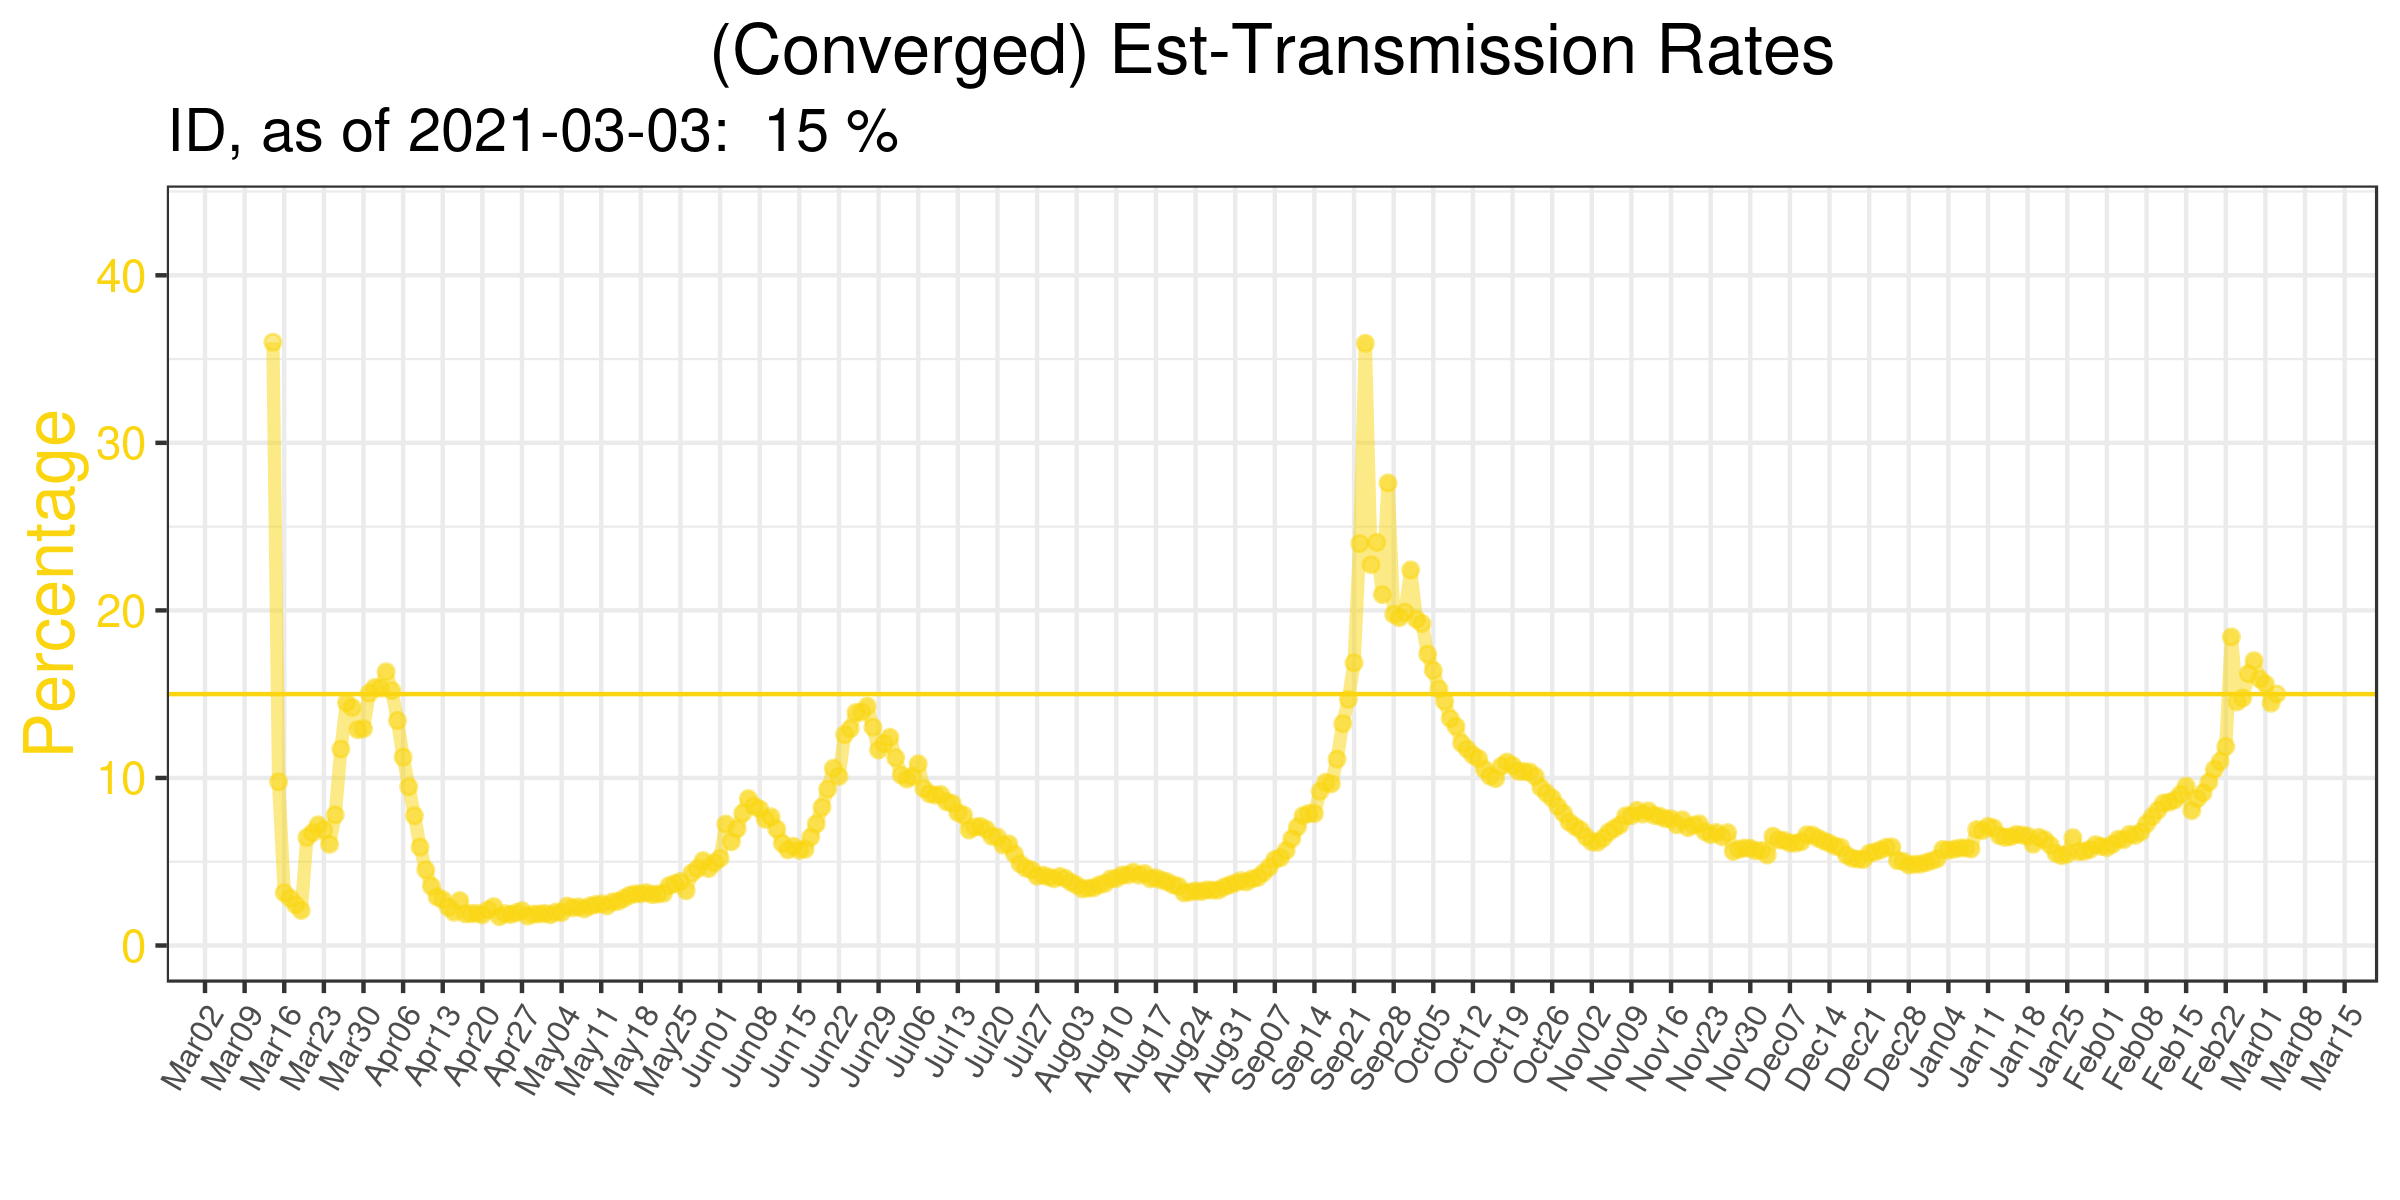 (Converged) Est-Transmission Rates
ID, as of 2021-03-03:  15 %
Percentage
40
30
20
10
0
Mar02
Mar09
Mar16
Mar23
Mar30
Apr06
Apr13
Apr20
Apr27
May04
May11
May18
May25
Jun01
Jun08
Jun15
Jun22
Jun29
Jul06
Jul13
Jul20
Jul27
Aug03
Aug10
Aug17
Aug24
Aug31
Sep07
Sep14
Sep21
Sep28
Oct05
Oct12
Oct19
Oct26
Nov02
Nov09
Nov16
Nov23
Nov30
Dec07
Dec14
Dec21
Dec28
Jan04
Jan11
Jan18
Jan25
Feb01
Feb08
Feb15
Feb22
Mar01
Mar08
Mar15